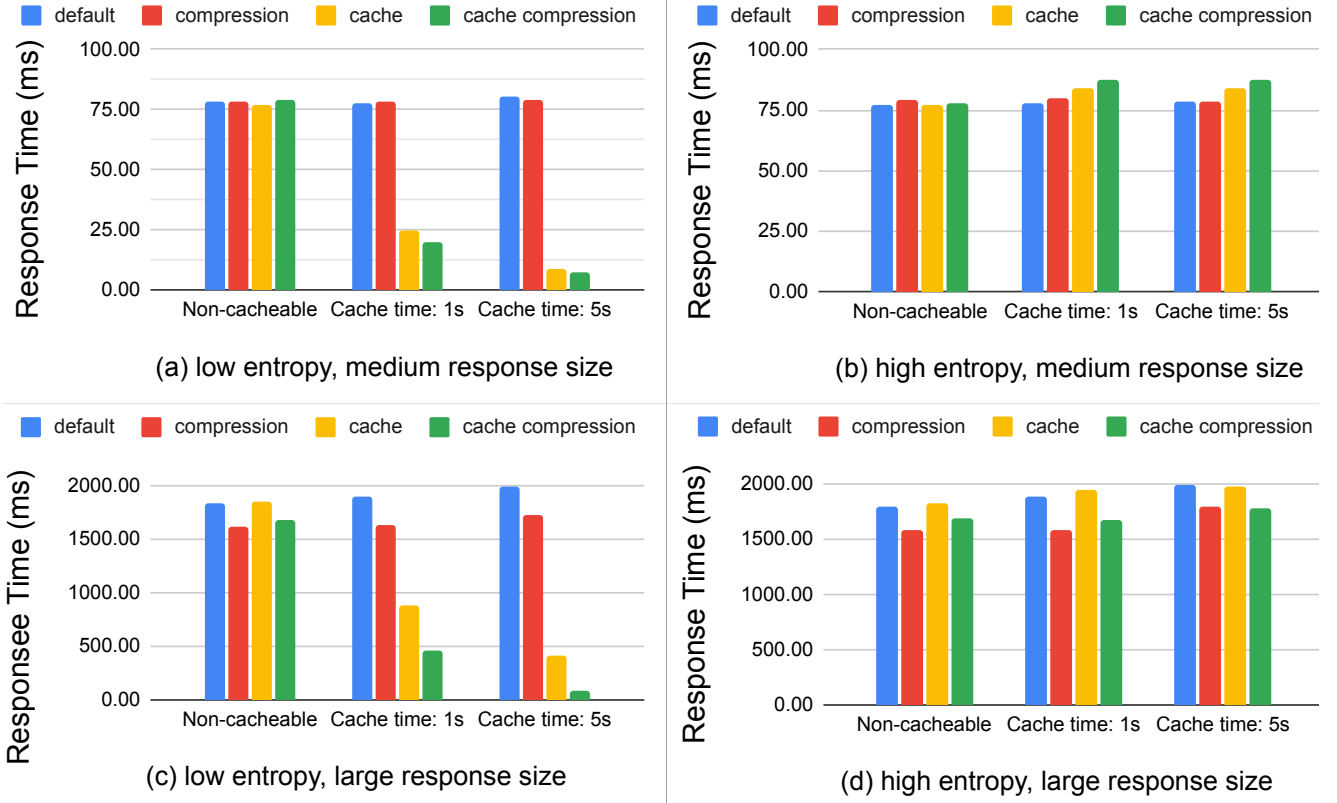 default compression cache cache compression
Response Time (ms)
100.00
75.00
50.00
25.00
0.00
Non-cacheable Cache time: 1s Cache time: 5s
(a) low entropy, medium response size
default compression cache cache compression
Response Time (ms)
100.00
75.00
50.00
25.00
0.00
Non-cacheable Cache time: 1s Cache time: 5s
(b) high entropy, medium response size
default compression cache cache compression
Responsee Time (ms)
2000.00
1500.00
1000.00
500.00
0.00
Non-cacheable Cache time: 1s Cache time: 5s
(c) low entropy, large response size
default compression cache cache compression
Response Time (ms)
2000.00
1500.00
1000.00
500.00
0.00
Non-cacheable Cache time: 1s Cache time: 5s
(d) high entropy, large response size